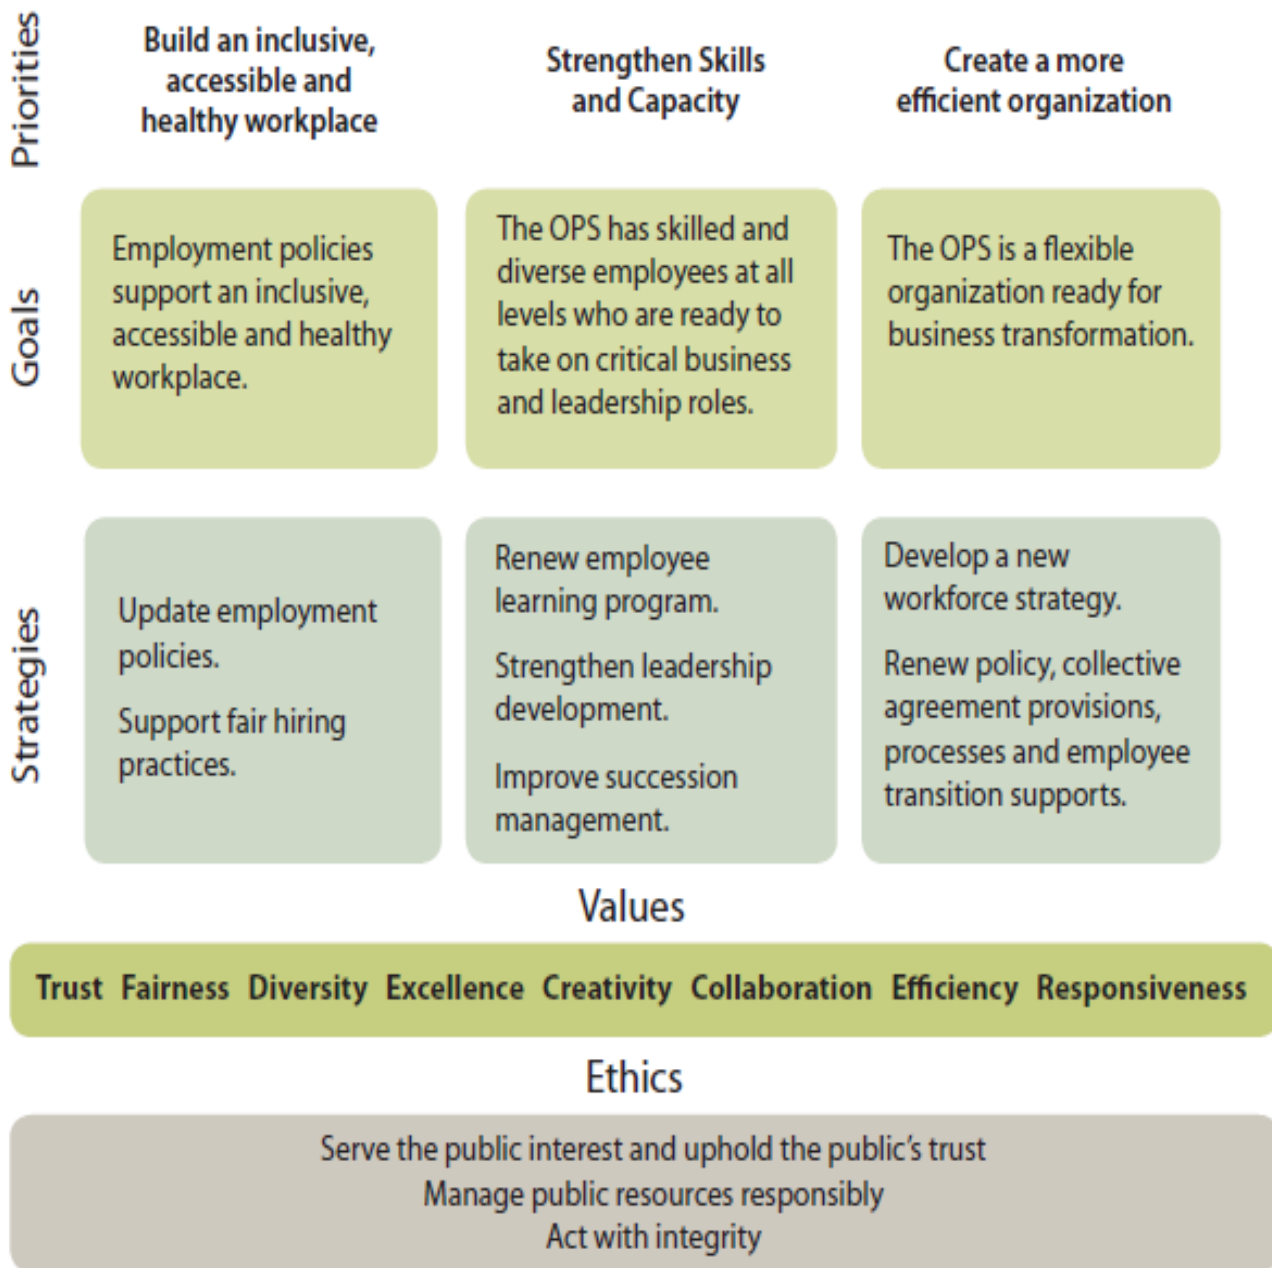 Priorities
Build an inclusive,
accessible and
healthy workplace
Strengthen Skills
and Capacity
Create a more
efficient organization
Goals
Employment policies
support an inclusive,
accessible and healthy
workplace.
The OPS has skilled and
diverse employees at all
levels who are ready to
take on critical business
and leadership roles.
The OPS is a flexible
organization ready for
business transformation.
Strategies
Update employment
policies.
Support fair hiring
practices.
Renew employee
learning program.
Strengthen leadership
development.
Improve succession
management.
Develop a new
workforce strategy.
Renew policy, collective
agreement provisions,
processes and employee
transition supports.
Values
Trust Fairness Diversity Excellence Creativity Collaboration Efficiency Responsiveness
Ethics
Serve the public interest and uphold the public’s trust
Manage public resources responsibly
Act with integrity